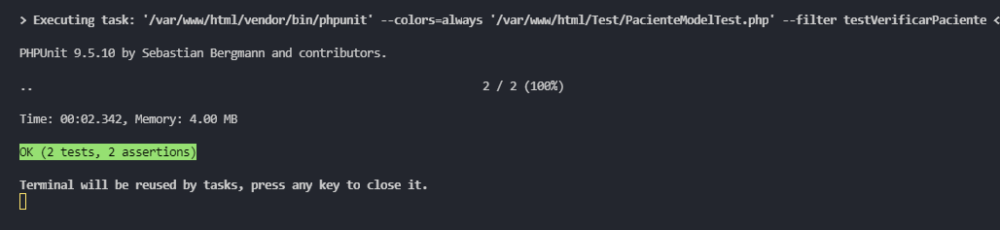 > Executing task: '/var/www/html/vendor/bin/phpunit' --colors=always '/var/www/html/Test/PacienteModelTest.php' --filter testVerificarPaciente <
PHPUnit 9.5.10 by Sebastian Bergmann and contributors.
.. 2 / 2 (100%)
Time: 00:02.342, Memory: 4.00 MB
OK (2 tests, 2 assertions)
Terminal will be reused by tasks, press any key to close it.